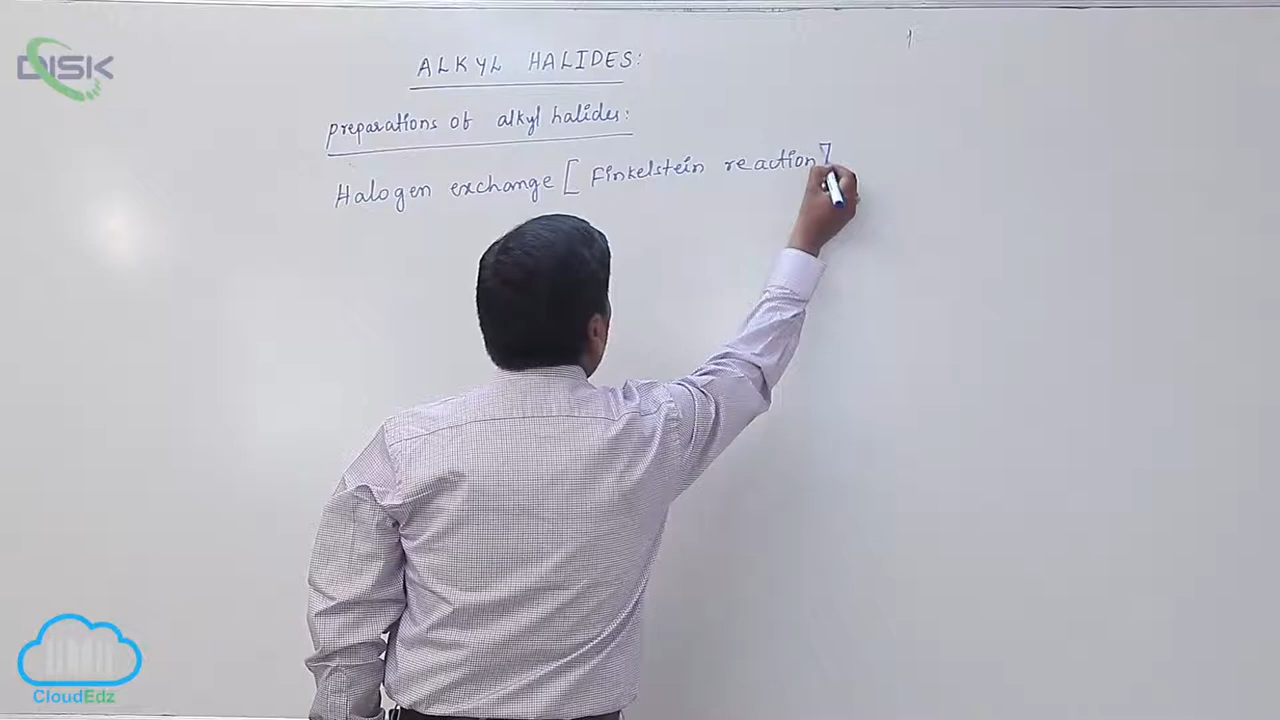 DISK
ALKYL HALIDES:
preparations of alkyl halides:
Halogen exchange [ Finkelstein reaction]
CloudEdz